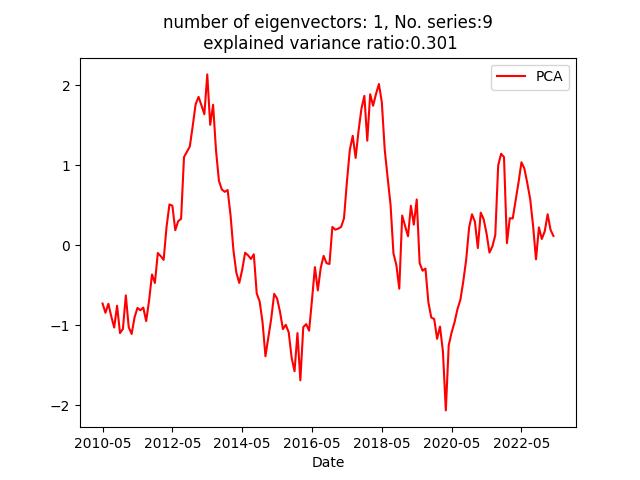 number of eigenvectors: 1, No. series:9
explained variance ratio:0.301
PCA
2
1
0
−1
−2
2010-05 2012-05 2014-05 2016-05 2018-05 2020-05 2022-05
Date